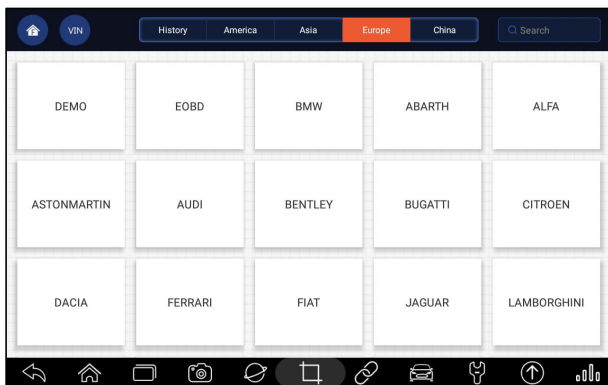 VIN History America Asia Europe China Search
DEMO EOBD BMW ABARTH ALFA
ASTONMARTIN AUDI BENTLEY BUGATTI CITROEN
DACIA FERRARI FIAT JAGUAR LAMBORGHINI